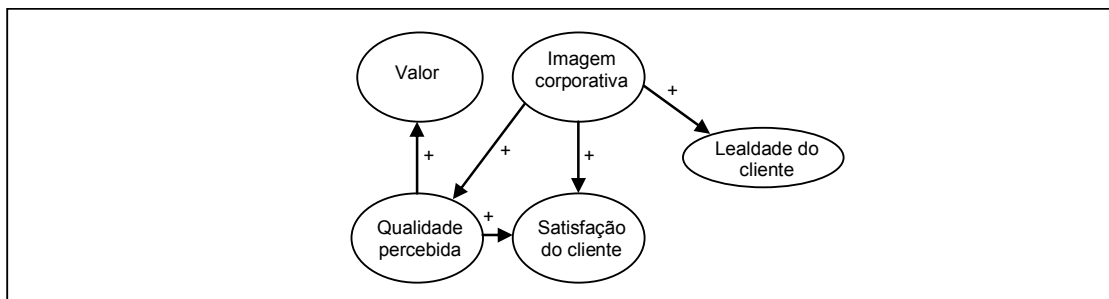 Valor
Imagem
corporativa
+
Lealdade do
cliente
+
+
+
Qualidade
percebida
+
Satisfação
do cliente